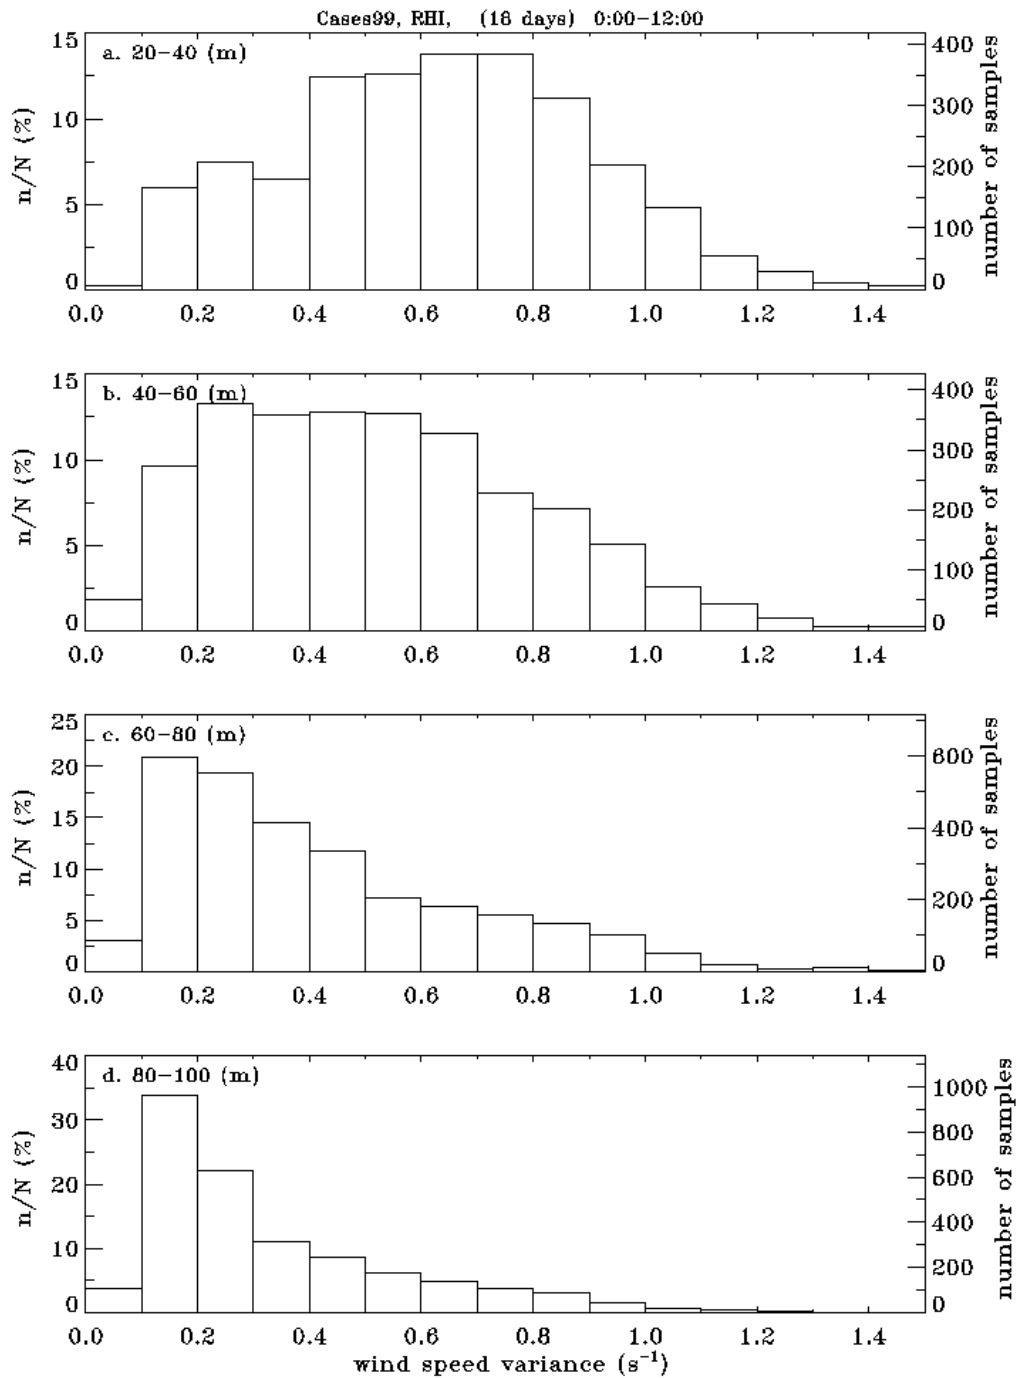 Cases99, RHI, (18 days) 0:00-12:00
a. 20-40 (m)
n/N (%)
15
10
5
0
number of samples
400
300
200
100
0
0.0 0.2 0.4 0.6 0.8 1.0 1.2 1.4
b. 40-60 (m)
n/N (%)
15
10
5
0
number of samples
400
300
200
100
0
0.0 0.2 0.4 0.6 0.8 1.0 1.2 1.4
c. 60-80 (m)
n/N (%)
25
20
15
10
5
0
number of samples
600
400
200
0
0.0 0.2 0.4 0.6 0.8 1.0 1.2 1.4
d. 80-100 (m)
n/N (%)
40
30
20
10
0
number of samples
1000
800
600
400
200
0
0.0 0.2 0.4 0.6 0.8 1.0 1.2 1.4
wind speed variance (s⁻¹)